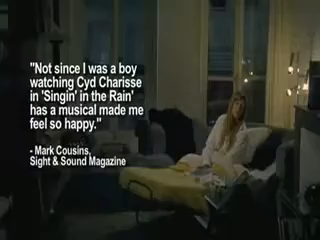 "Not since I was a boy
watching Cyd Charisse
in 'Singin' in the Rain'
has a musical made me
feel so happy."
- Mark Cousins,
Sight & Sound Magazine